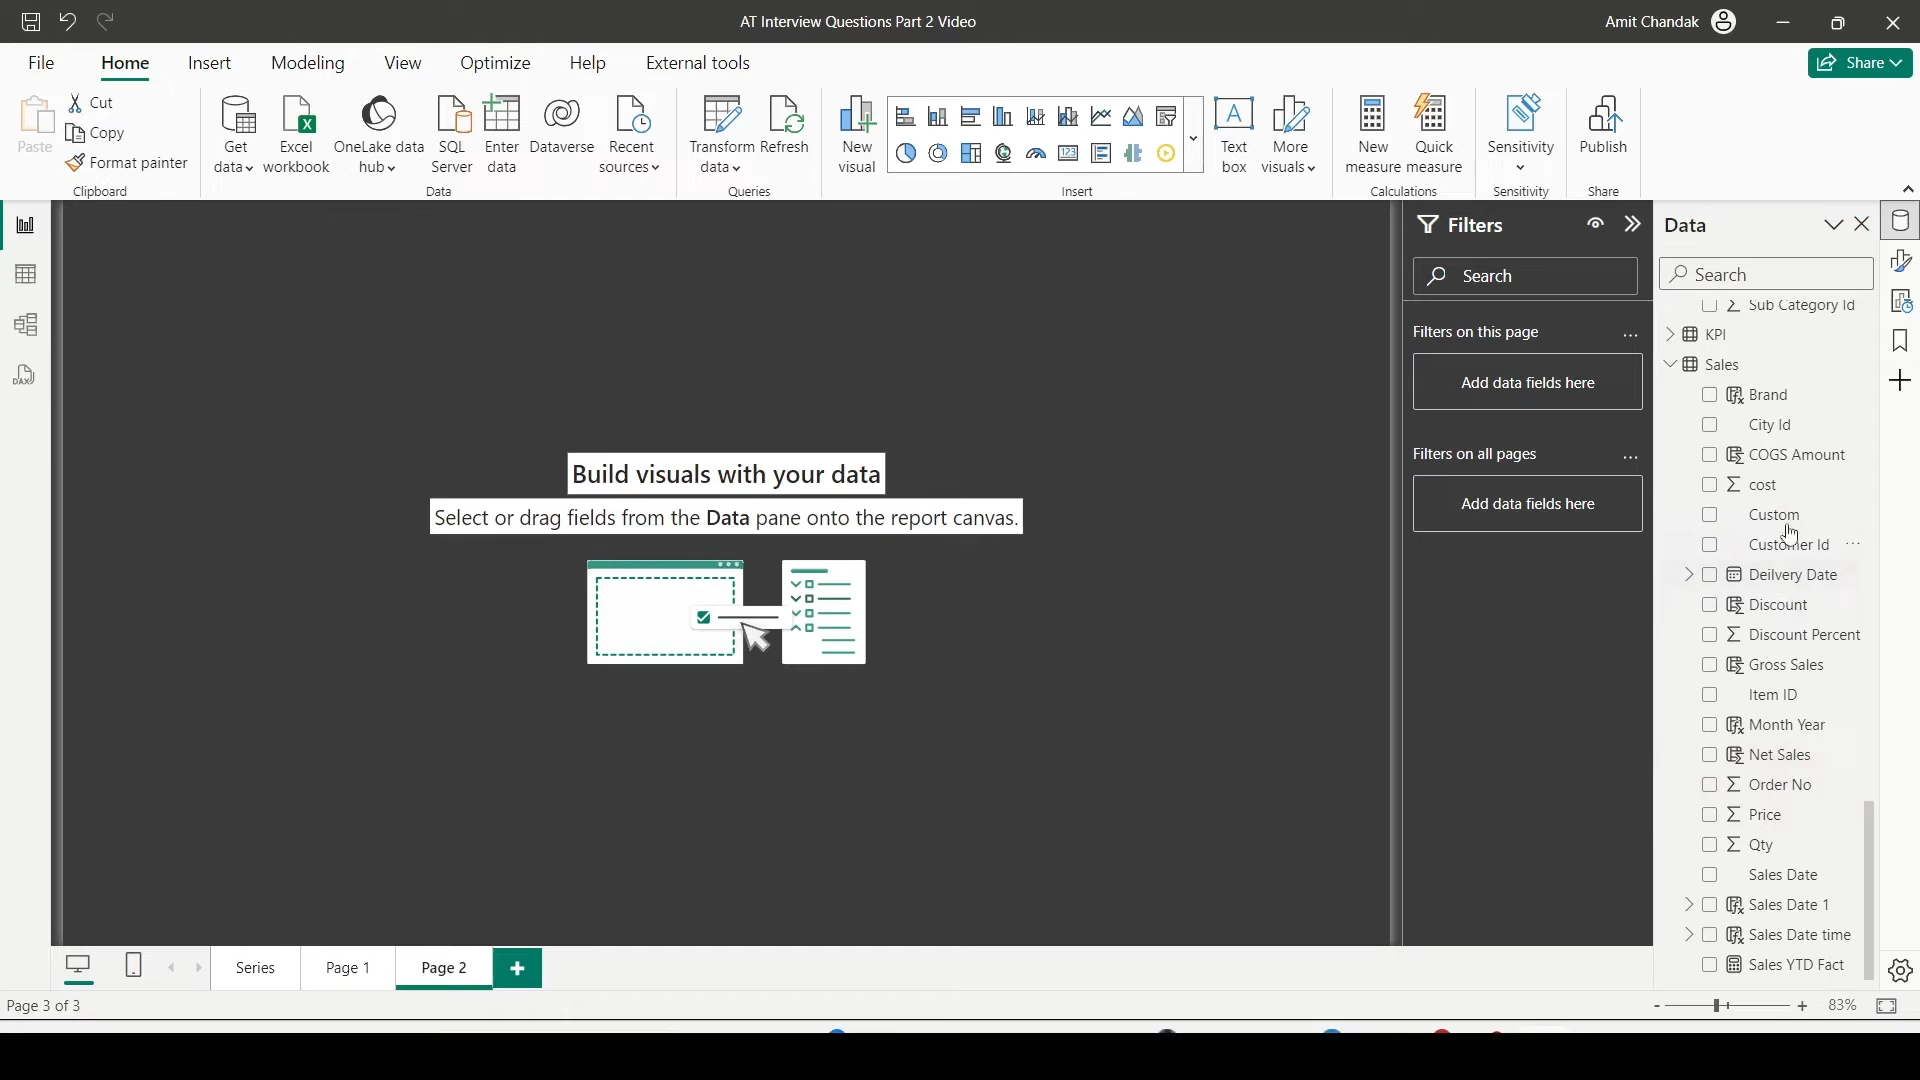 AT Interview Questions Part 2 Video
Amit Chandak
File
Home
Insert
Modeling
View
Optimize
Help
External tools
Share
Paste
Cut
Copy
Format painter
Clipboard
Get data
Excel workbook
OneLake data hub
SQL Server
Enter data
Dataverse
Recent sources
Data
Transform data
Refresh
Queries
New visual
123
A
Text box
More visuals
Insert
New measure
Quick measure
Calculations
Sensitivity
Sensitivity
Publish
Share
DAX
Build visuals with your data
Select or drag fields from the Data pane onto the report canvas.
Filters
Search
Filters on this page
...
Add data fields here
Filters on all pages
...
Add data fields here
Data
Search
Σ Sub Category Id
KPI
Sales
Brand
City Id
COGS Amount
Σ cost
Custom
Customer Id ...
Deilvery Date
Discount
Σ Discount Percent
Gross Sales
Item ID
Month Year
Net Sales
Σ Order No
Σ Price
Σ Qty
Sales Date
Sales Date 1
Sales Date time
Sales YTD Fact
Series
Page 1
Page 2
+
Page 3 of 3
- + 83%